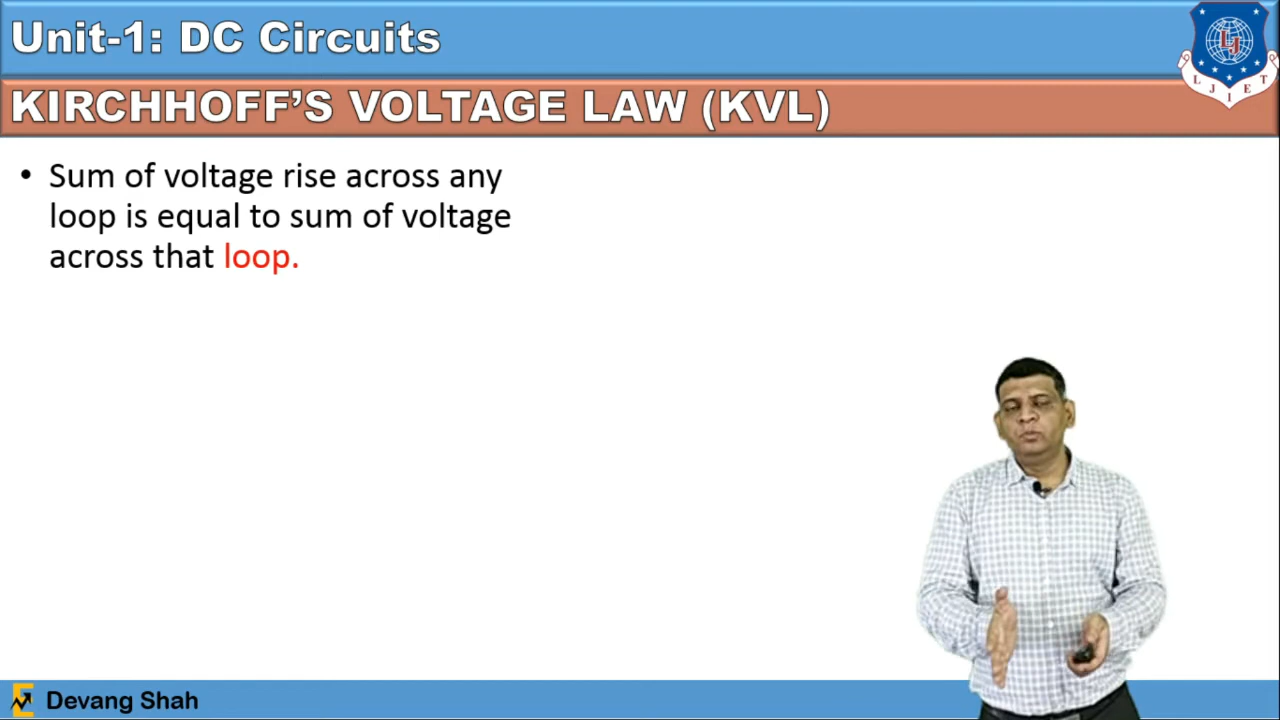 Unit-1: DC Circuits
KIRCHHOFF'S VOLTAGE LAW (KVL)
• Sum of voltage rise across any
loop is equal to sum of voltage
across that loop.
L J I E T
Devang Shah